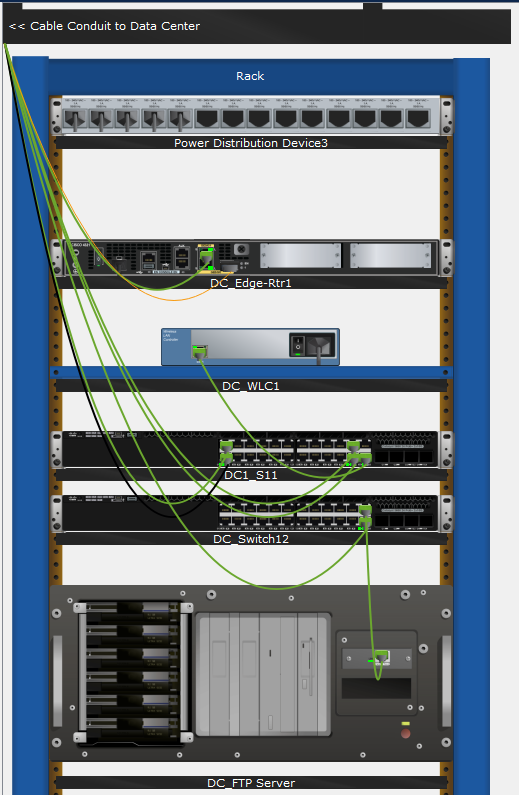 << Cable Conduit to Data Center
Rack
Power Distribution Device3
DC_Edge-Rtr1
DC_WLC1
DC1_S11
DC_Switch12
DC_FTP Server